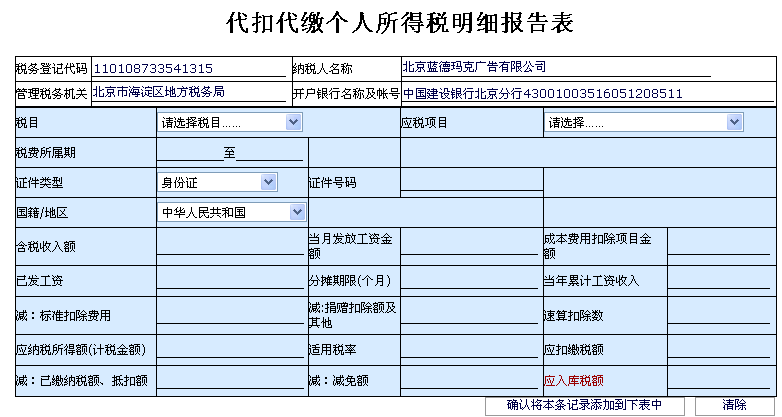 代扣代缴个人所得税明细报告表
税务登记代码 110108733541315 纳税人名称 北京蓝德玛克广告有限公司
管理税务机关 北京市海淀区地方税务局 开户银行名称及帐号 中国建设银行北京分行43001003516051208511
税目 请选择税目…… 应税项目 请选择……
税费所属期 至
证件类型 身份证 证件号码
国籍/地区 中华人民共和国
含税收入额 当月发放工资金额 成本费用扣除项目金额
已发工资 分摊期限(个月) 当年累计工资收入
减：标准扣除费用 减:捐赠扣除额及其他 速算扣除数
应纳税所得额(计税金额) 适用税率 应扣缴税额
减：已缴纳税额、抵扣额 减：减免额 应入库税额
确认将本条记录添加到下表中 清除